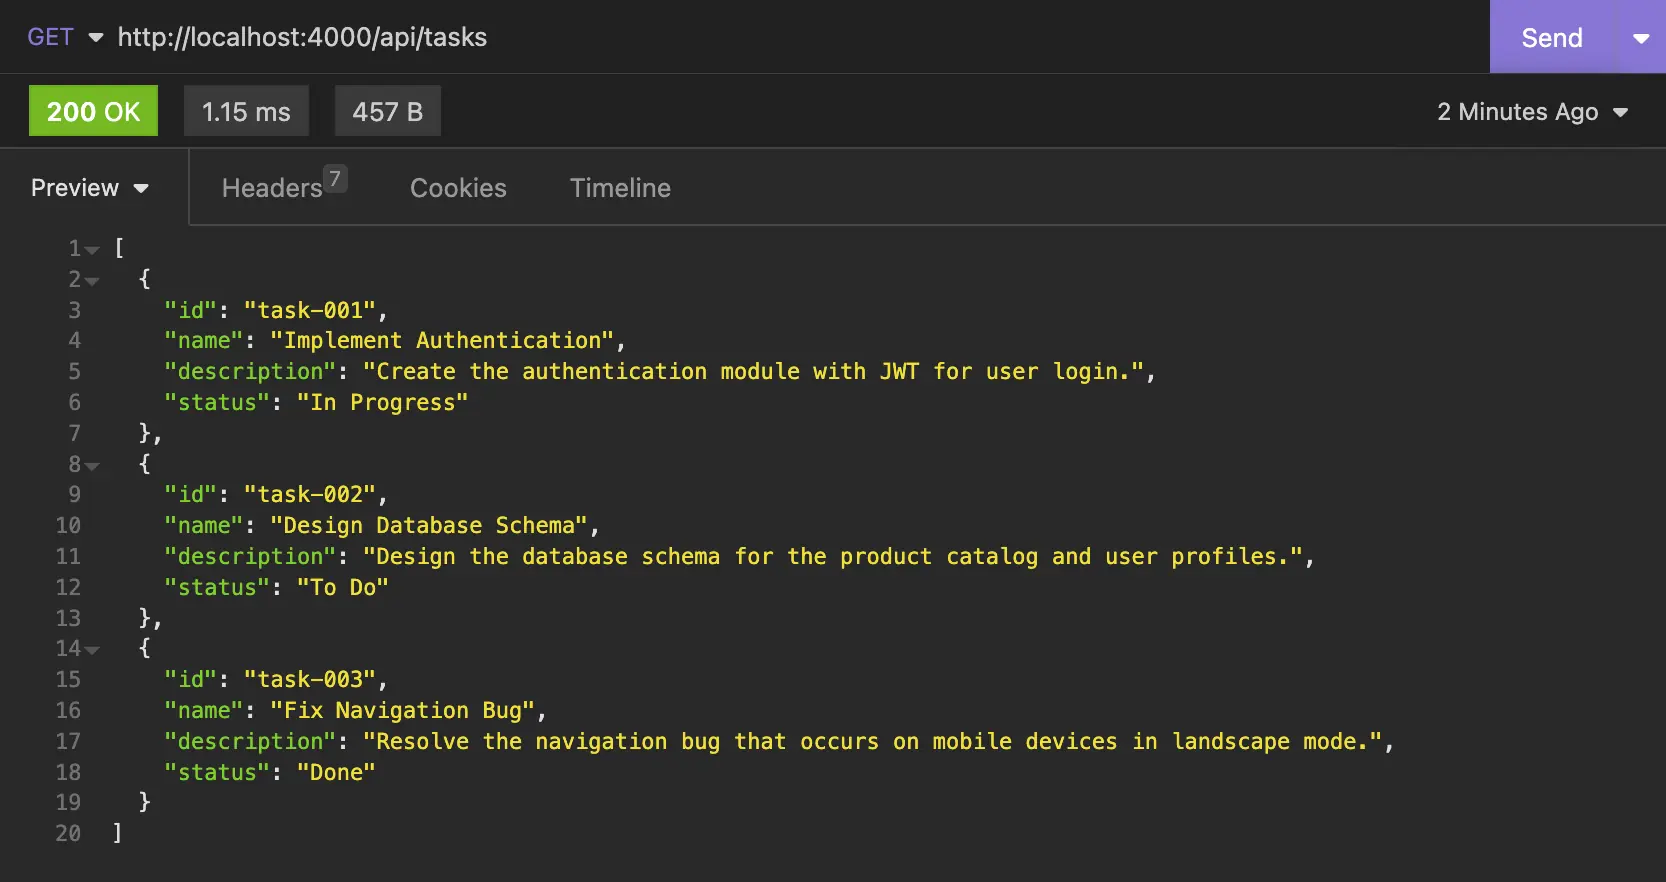 GET http://localhost:4000/api/tasks Send
200 OK 1.15 ms 457 B 2 Minutes Ago
Preview Headers 7 Cookies Timeline
1 [
2 {
3 "id": "task-001",
4 "name": "Implement Authentication",
5 "description": "Create the authentication module with JWT for user login.",
6 "status": "In Progress"
7 },
8 {
9 "id": "task-002",
10 "name": "Design Database Schema",
11 "description": "Design the database schema for the product catalog and user profiles.",
12 "status": "To Do"
13 },
14 {
15 "id": "task-003",
16 "name": "Fix Navigation Bug",
17 "description": "Resolve the navigation bug that occurs on mobile devices in landscape mode.",
18 "status": "Done"
19 }
20 ]